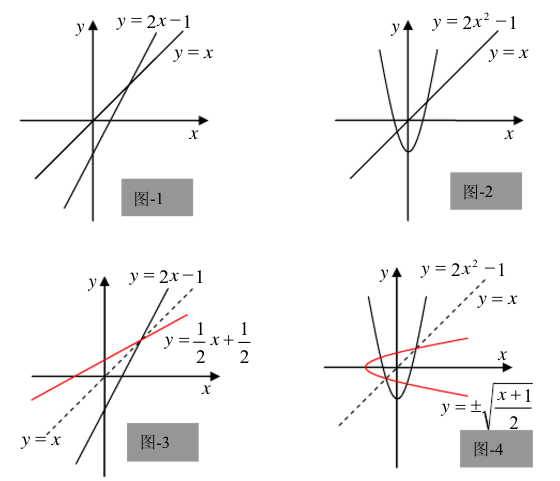 y y = 2x − 1
y = x
x
图-1
y y = 2x² − 1
y = x
x
图-2
y y = 2x − 1
y = 1/2 x + 1/2
x
y = x
图-3
y y = 2x² − 1
y = x
x
y = ±√((x + 1)/2)
图-4